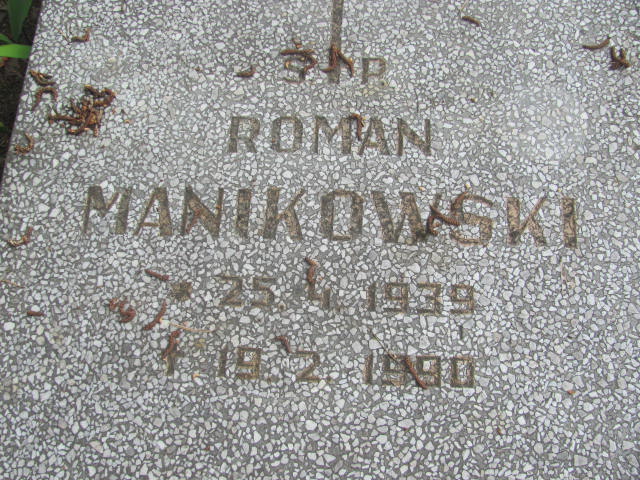 Ś P
ROMAN
MANIKOWSKI
* 25. 4. 1939
† 19. 2. 1990